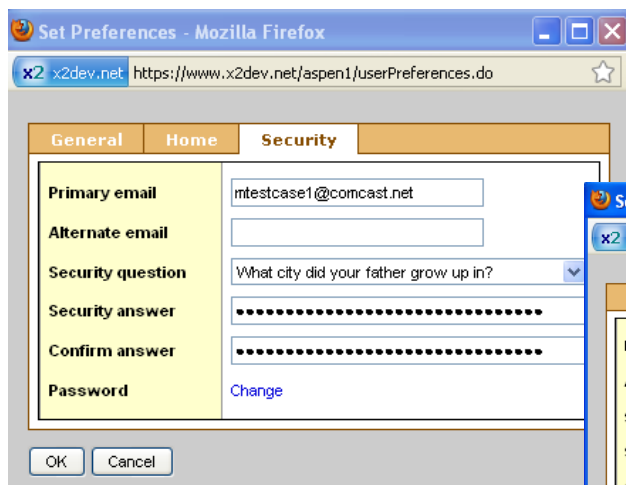 Set Preferences - Mozilla Firefox
x2 x2dev.net https://www.x2dev.net/aspen1/userPreferences.do
General Home Security
Primary email mtestcase1@comcast.net
Alternate email
Security question What city did your father grow up in?
Security answer •••••••••••••••••••••••••••••••
Confirm answer •••••••••••••••••••••••••••••••
Password Change
OK Cancel
x2